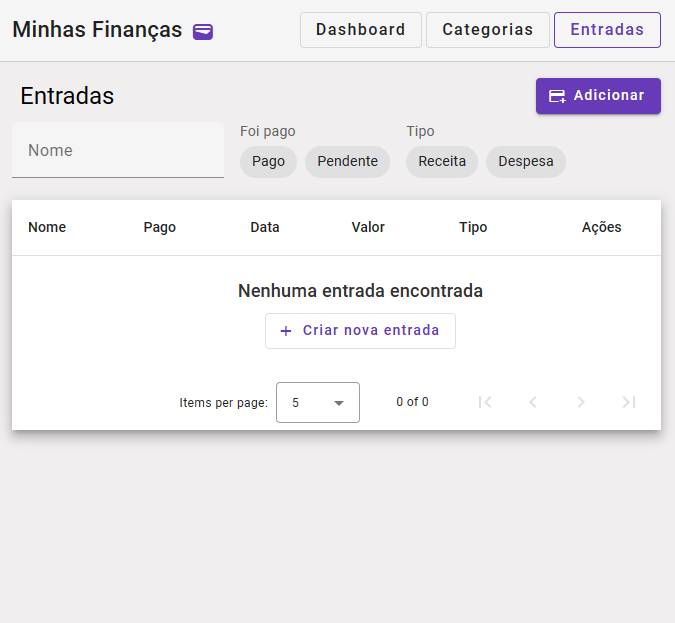 Minhas Finanças
Dashboard
Categorias
Entradas
Entradas
Adicionar
Nome
Foi pago
Pago
Pendente
Tipo
Receita
Despesa
Nome Pago Data Valor Tipo Ações
Nenhuma entrada encontrada
+ Criar nova entrada
Items per page: 5 0 of 0